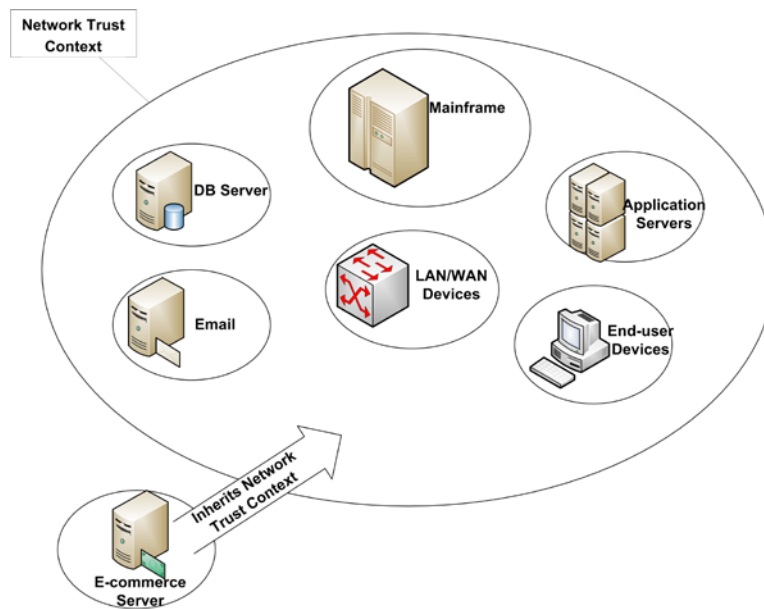 Network Trust
Context
Mainframe
DB Server
Application
Servers
LAN/WAN
Devices
Email
End-user
Devices
Inherits Network
Trust Context
E-commerce
Server